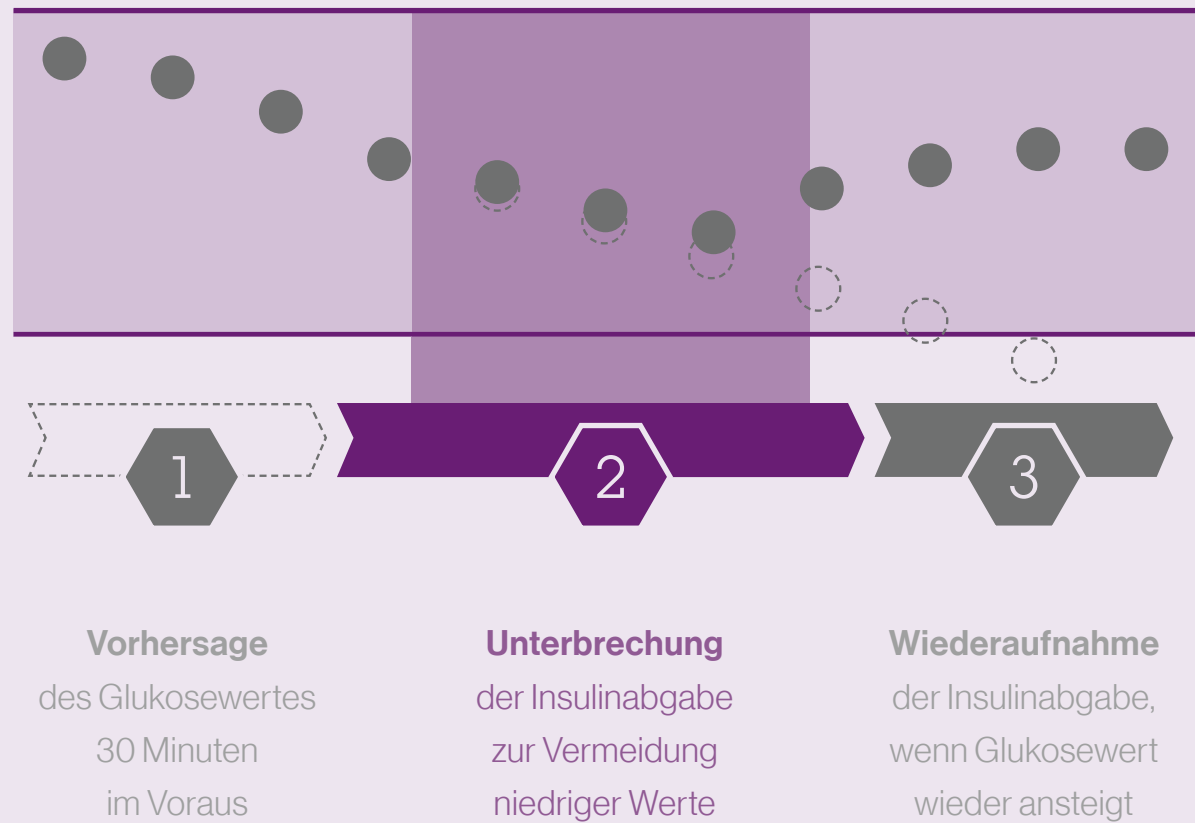 1
2
3
Vorhersage
des Glukosewertes
30 Minuten
im Voraus
Unterbrechung
der Insulinabgabe
zur Vermeidung
niedriger Werte
Wiederaufnahme
der Insulinabgabe,
wenn Glukosewert
wieder ansteigt